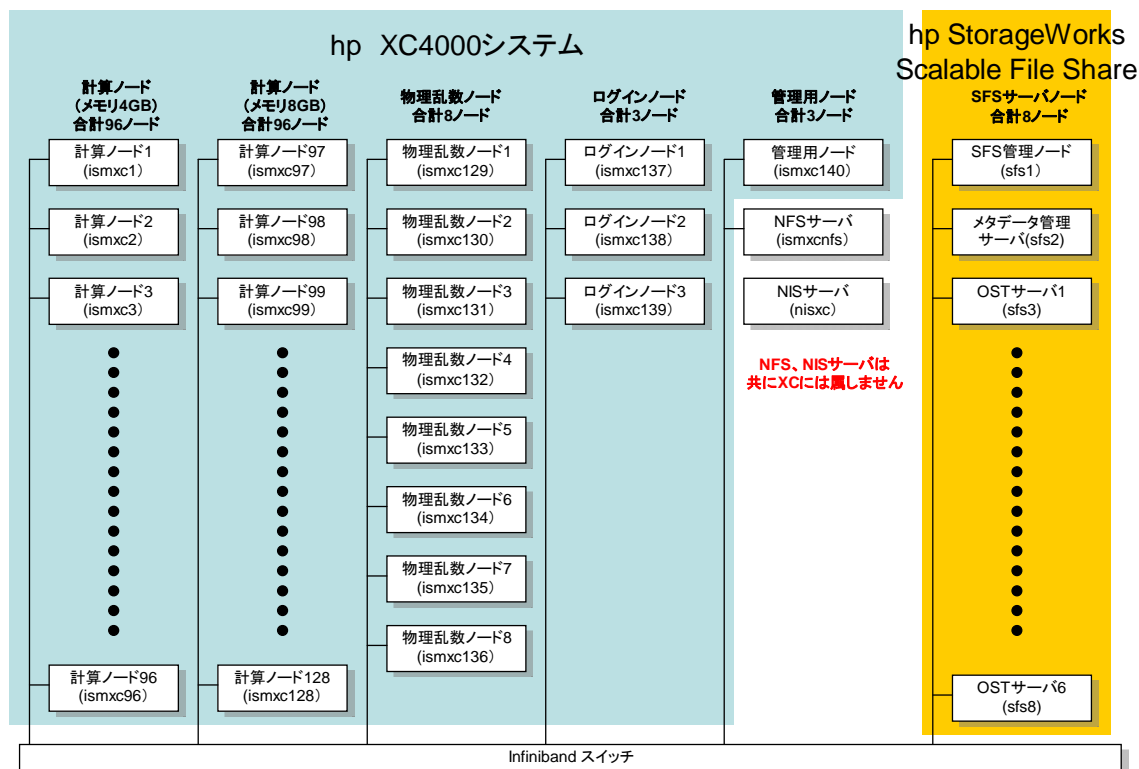 hp XC4000システム
hp StorageWorks
Scalable File Share
計算ノード
（メモリ4GB）
合計96ノード
計算ノード
（メモリ8GB）
合計96ノード
物理乱数ノード
合計8ノード
ログインノード
合計3ノード
管理用ノード
合計3ノード
SFSサーバノード
合計8ノード
計算ノード1
(ismxc1)
計算ノード97
(ismxc97)
物理乱数ノード1
(ismxc129)
ログインノード1
(ismxc137)
管理用ノード
(ismxc140)
SFS管理ノード
(sfs1)
計算ノード2
(ismxc2)
計算ノード98
(ismxc98)
物理乱数ノード2
(ismxc130)
ログインノード2
(ismxc138)
NFSサーバ
(ismxcnfs)
メタデータ管理
サーバ(sfs2)
計算ノード3
(ismxc3)
計算ノード99
(ismxc99)
物理乱数ノード3
(ismxc131)
ログインノード3
(ismxc139)
NISサーバ
(nisxc)
OSTサーバ1
(sfs3)
物理乱数ノード4
(ismxc132)
NFS、NISサーバは
共にXCには属しません
物理乱数ノード5
(ismxc133)
物理乱数ノード6
(ismxc134)
物理乱数ノード7
(ismxc135)
物理乱数ノード8
(ismxc136)
計算ノード96
(ismxc96)
計算ノード128
(ismxc128)
OSTサーバ6
(sfs8)
Infiniband スイッチ